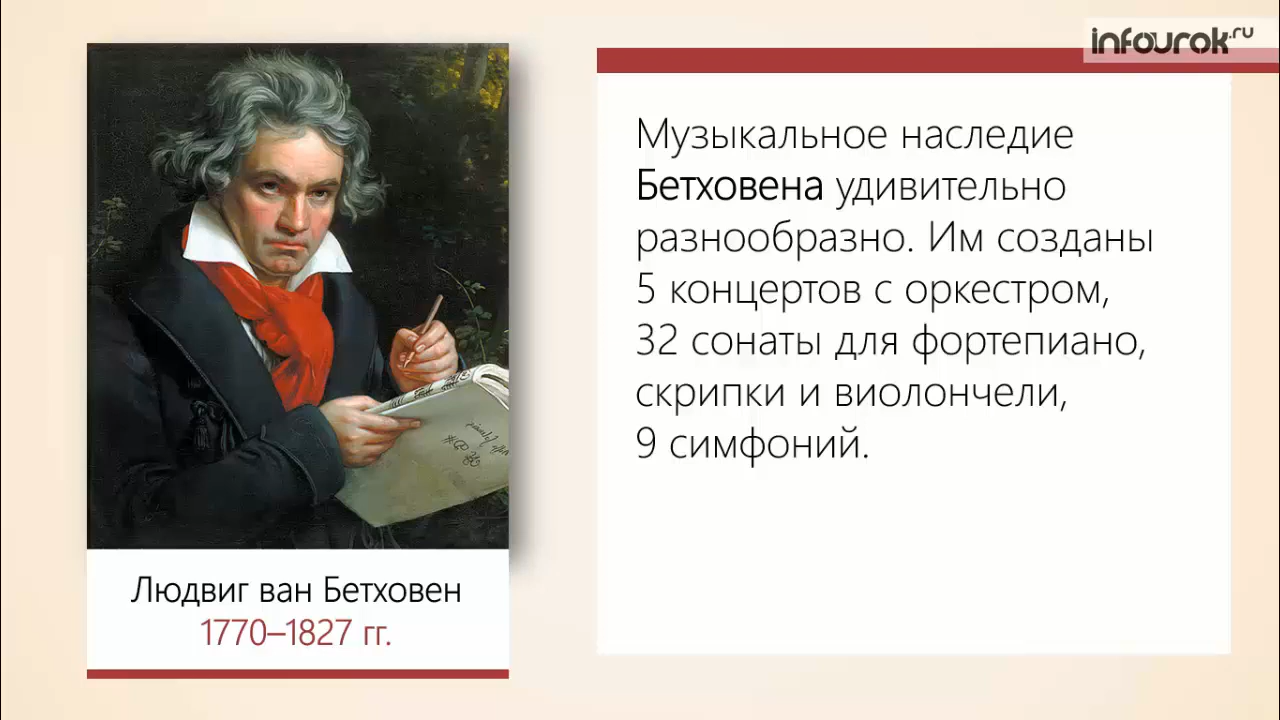 infourok.ru
Музыкальное наследие
Бетховена удивительно
разнообразно. Им созданы
5 концертов с оркестром,
32 сонаты для фортепиано,
скрипки и виолончели,
9 симфоний.
Людвиг ван Бетховен
1770–1827 гг.